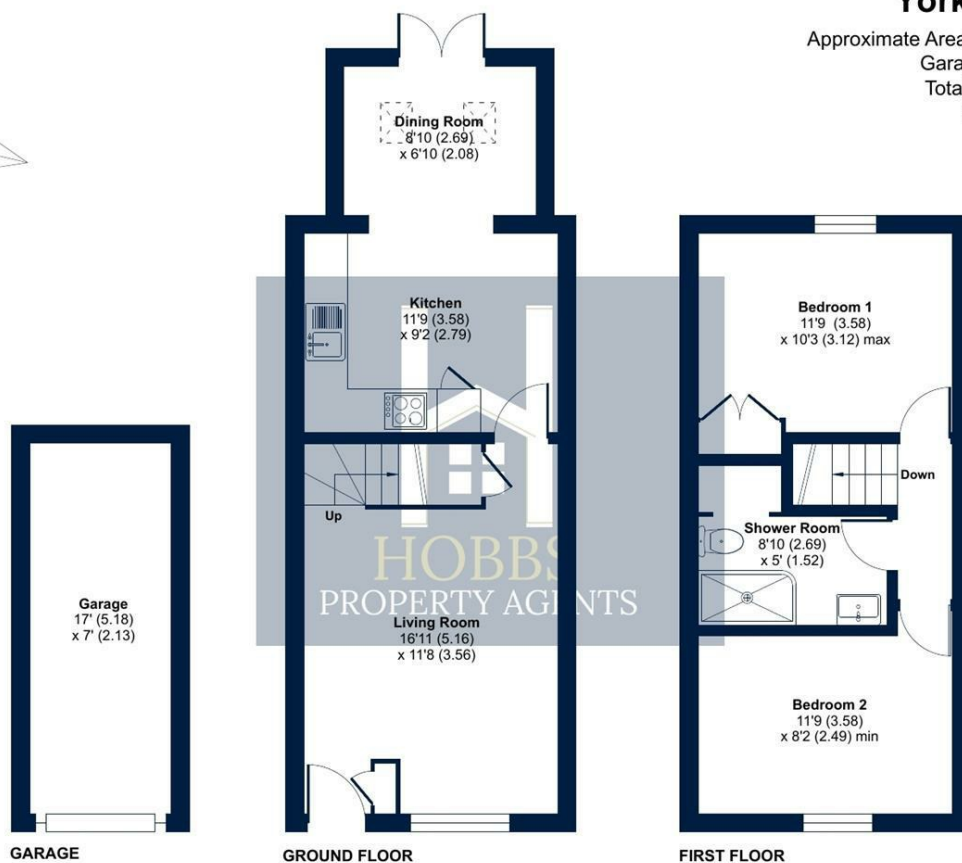 York
Approximate Area
Gara
Tota
Dining Room
8'10 (2.69)
x 6'10 (2.08)
Kitchen
11'9 (3.58)
x 9'2 (2.79)
Bedroom 1
11'9 (3.58)
x 10'3 (3.12) max
Up
Down
Shower Room
8'10 (2.69)
x 5' (1.52)
HOBBS
PROPERTY AGENTS
Garage
17' (5.18)
x 7' (2.13)
Living Room
16'11 (5.16)
x 11'8 (3.56)
Bedroom 2
11'9 (3.58)
x 8'2 (2.49) min
GARAGE
GROUND FLOOR
FIRST FLOOR